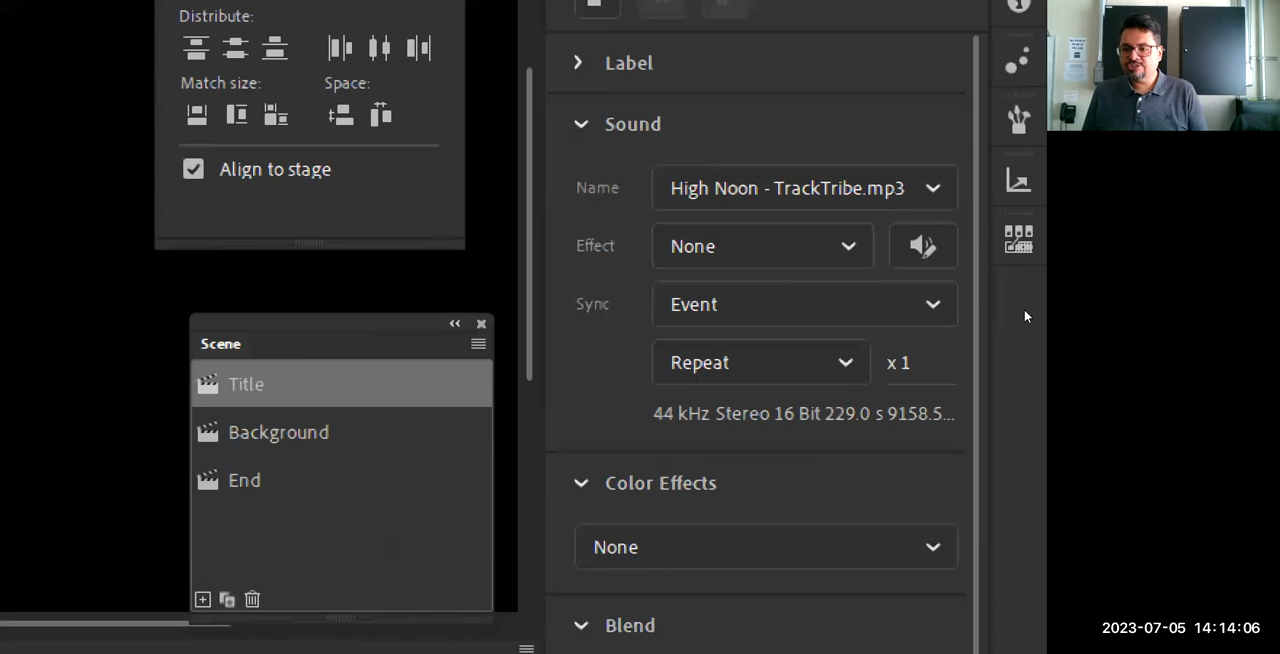 Distribute:
Match size:
Space:
Align to stage
Scene
Title
Background
End
Label
Sound
Name
High Noon - TrackTribe.mp3
Effect
None
Sync
Event
Repeat
x 1
44 kHz Stereo 16 Bit 229.0 s 9158.5...
Color Effects
None
Blend
2023-07-05 14:14:06